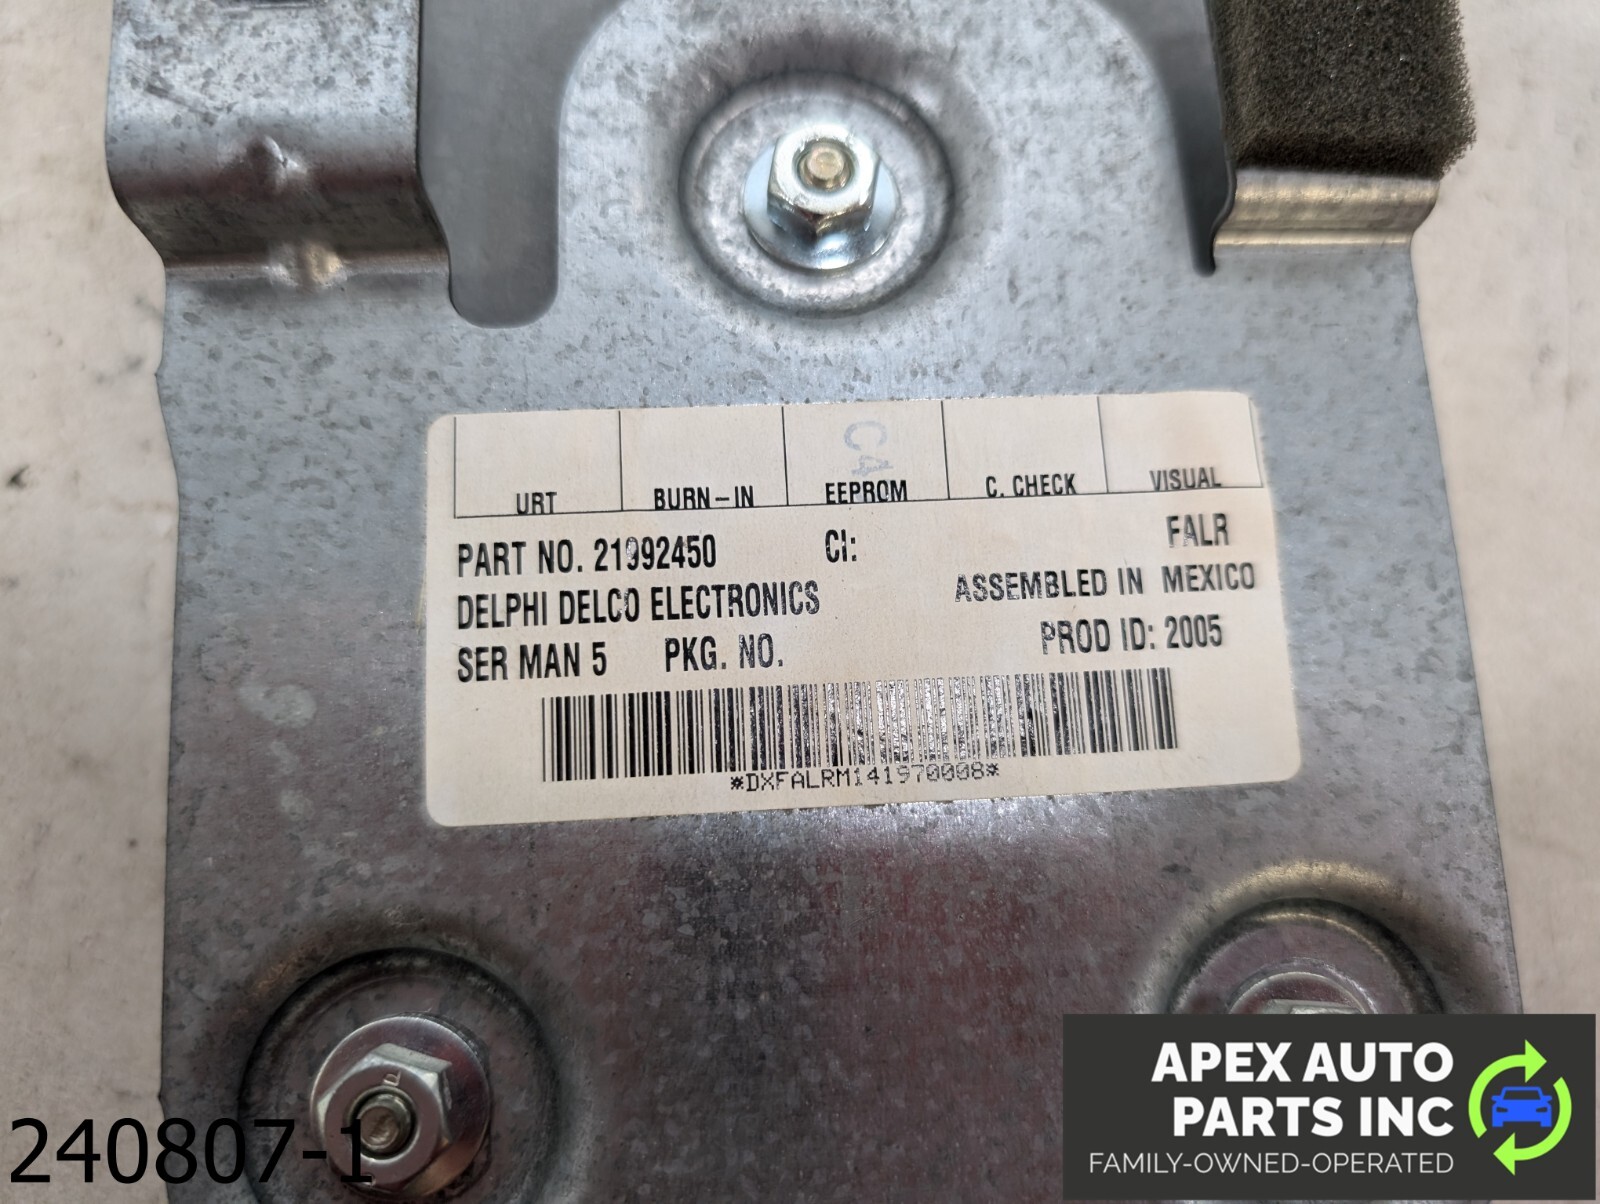 C4
URT BURN-IN EEPROM C. CHECK VISUAL
PART NO. 21992450 CI: FALR
DELPHI DELCO ELECTRONICS ASSEMBLED IN MEXICO
SER MAN 5 PKG. NO. PROD ID: 2005
*DXFALRM141970008*
240807-1
APEX AUTO
PARTS INC
FAMILY-OWNED-OPERATED